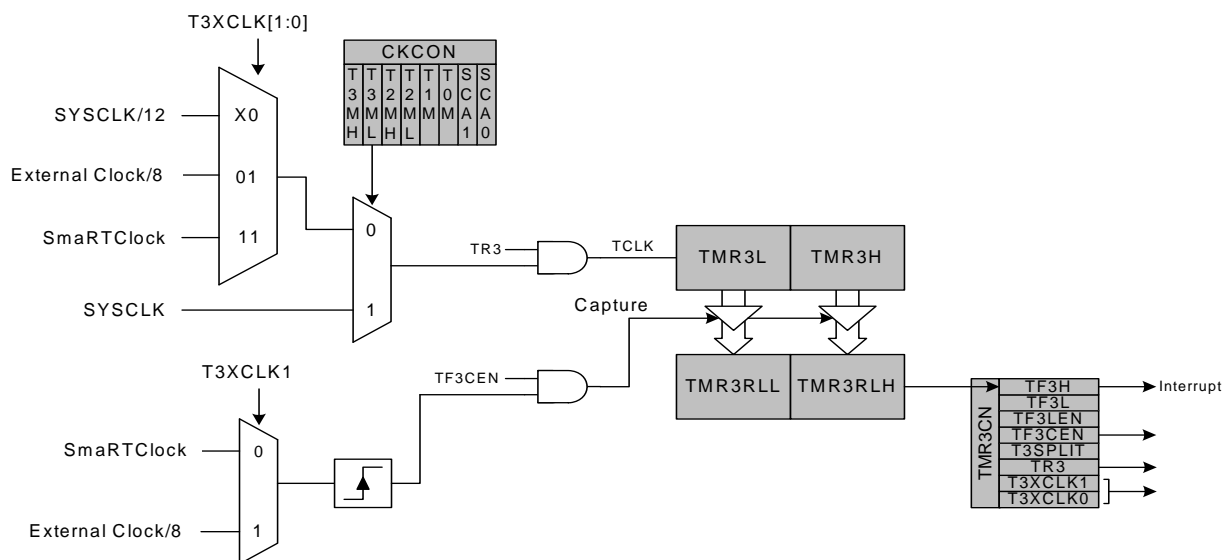 T3XCLK[1:0]
CKCON
T3MH
T3ML
T2MH
T2ML
T1M
T0M
SCA1
SCA0
SYSCLK/12
X0
External Clock/8
01
SmaRTClock
11
0
TR3
TCLK
TMR3L
TMR3H
SYSCLK
1
Capture
T3XCLK1
TF3CEN
TMR3RLL
TMR3RLH
TMR3CN
TF3H
Interrupt
TF3L
TF3LEN
TF3CEN
T3SPLIT
TR3
T3XCLK1
T3XCLK0
SmaRTClock
0
External Clock/8
1